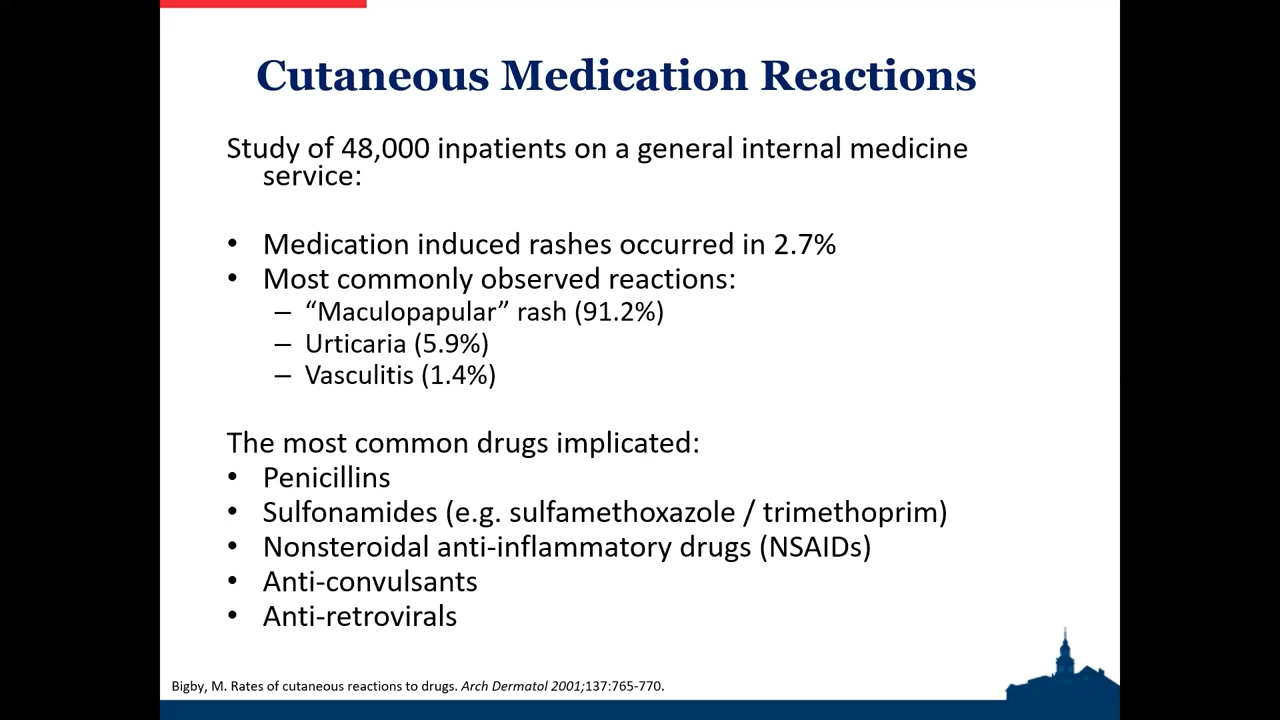 Cutaneous Medication Reactions
Study of 48,000 inpatients on a general internal medicine
service:
• Medication induced rashes occurred in 2.7%
• Most commonly observed reactions:
– “Maculopapular” rash (91.2%)
– Urticaria (5.9%)
– Vasculitis (1.4%)
The most common drugs implicated:
• Penicillins
• Sulfonamides (e.g. sulfamethoxazole / trimethoprim)
• Nonsteroidal anti-inflammatory drugs (NSAIDs)
• Anti-convulsants
• Anti-retrovirals
Bigby, M. Rates of cutaneous reactions to drugs. Arch Dermatol 2001;137:765-770.